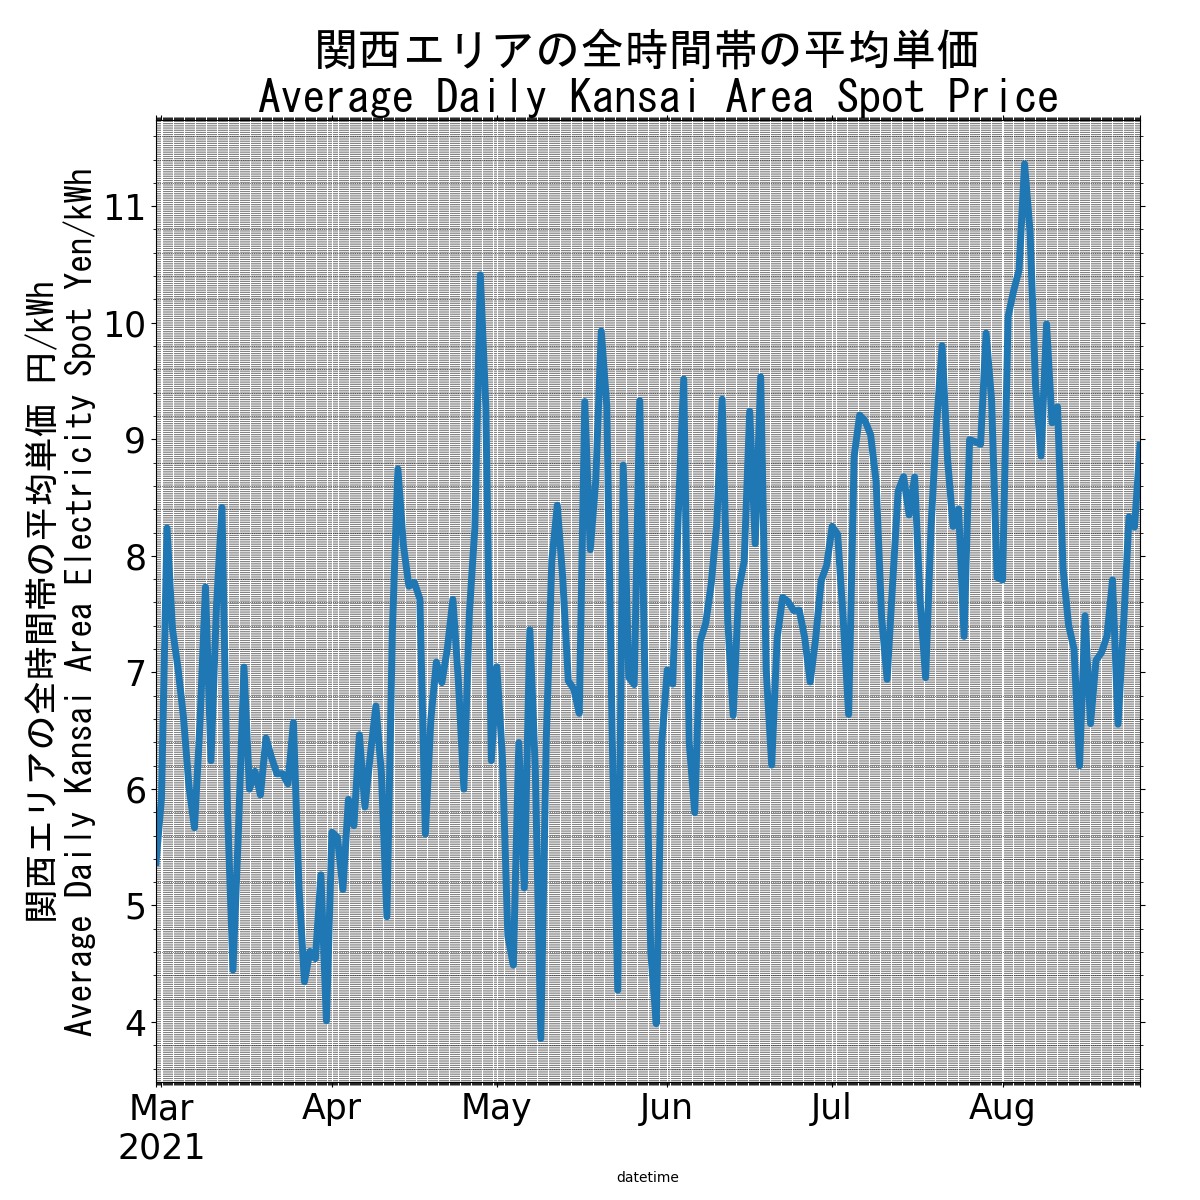 関西エリアの全時間帯の平均単価
Average Daily Kansai Area Spot Price
関西エリアの全時間帯の平均単価 円/kWh
Average Daily Kansai Area Electricity Spot Yen/kWh
11
10
9
8
7
6
5
4
Mar
2021
Apr
May
Jun
Jul
Aug
datetime